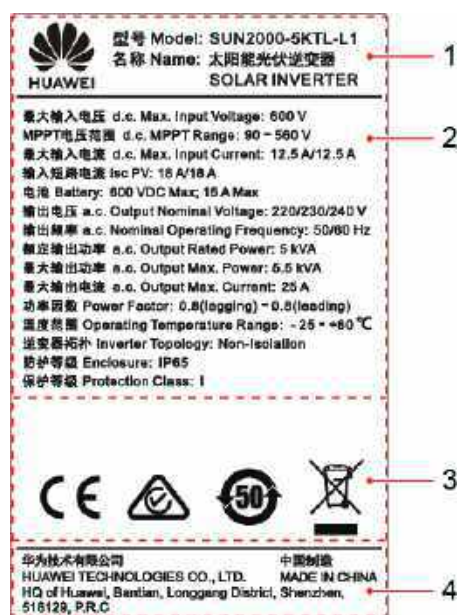 HUAWEI
型号 Model: SUN2000-5KTL-L1
名称 Name: 太阳能光伏逆变器
SOLAR INVERTER
1
最大输入电压 d.c. Max. Input Voltage: 600 V
MPPT电压范围 d.c. MPPT Range: 90 ~ 560 V
2
最大输入电流 d.c. Max. Input Current: 12.5 A/12.5 A
输入短路电流 Isc PV: 18 A/18 A
电池 Battery: 600 VDC Max; 15 A Max
输出电压 a.c. Output Nominal Voltage: 220/230/240 V
输出频率 a.c. Nominal Operating Frequency: 50/60 Hz
额定输出功率 a.c. Output Rated Power: 5 kVA
最大输出功率 a.c. Output Max. Power: 5.5 kVA
最大输出电流 a.c. Output Max. Current: 25 A
功率因数 Power Factor: 0.8(lagging) ~ 0.8(leading)
温度范围 Operating Temperature Range: - 25 ~ +60 ℃
逆变器拓扑 Inverter Topology: Non-isolation
防护等级 Enclosure: IP65
保护等级 Protection Class: I
CE
50
3
华为技术有限公司 中国制造
HUAWEI TECHNOLOGIES CO., LTD. MADE IN CHINA
HQ of Huawei, Bantian, Longgang District, Shenzhen,
518129, P.R.C
4